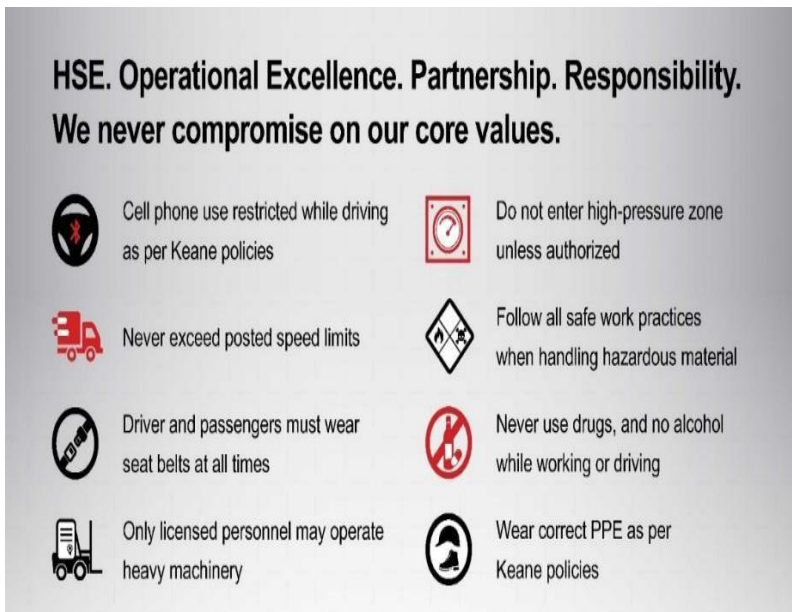 HSE. Operational Excellence. Partnership. Responsibility.
We never compromise on our core values.
Cell phone use restricted while driving
as per Keane policies
Never exceed posted speed limits
Driver and passengers must wear
seat belts at all times
Only licensed personnel may operate
heavy machinery
Do not enter high-pressure zone
unless authorized
Follow all safe work practices
when handling hazardous material
Never use drugs, and no alcohol
while working or driving
Wear correct PPE as per
Keane policies